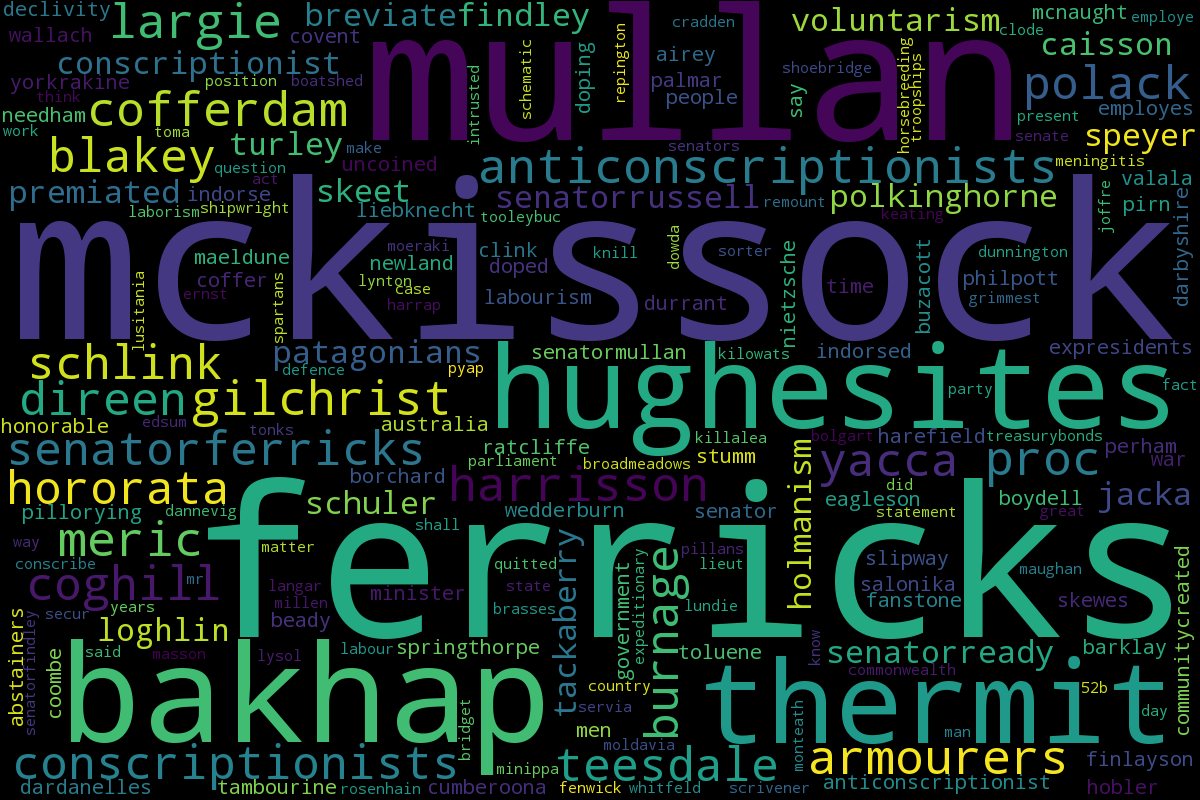 declivity
largie
breviate
findley
mullan
cradden
voluntarism
mcnaught
employe
wallach
covent
clode
caisson
conscriptionist
schematic
doping
airey
repington
shoebridge
horsebreeding
troopships
yorkrakine
position
boatshed
palmar
people
say
polack
think
cofferdam
intrusted
employes
needham
present
work
toma
turley
make
senators
senate
speyer
blakey
question
uncoined
anticonscriptionists
meningitis
act
premiated
indorse
skeet
senatorrussell
remount
polkinghorne
valala
pirn
joffre
laborism
shipwright
liebknecht
tooleybuc
keating
darbyshire
mckissock
maeldune
moeraki
clink
knill
dowda
sorter
nietzsche
buzacott
dunnington
newland
doped
coffer
lynton
case
time
philpott
ernst
harrap
labourism
durrant
grimmest
lusitania
spartans
schlink
patagonians
senatormullan
kilowats
indorsed
expresidents
defence
pyap
hughesites
direen
gilchrist
party
fact
honorable
edsum
tonks
australia
senatorferricks
ratcliffe
killalea
bolgart
harefield
treasurybonds
perham
parliament
broadmeadows
stumm
holmanism
yacca
proc
war
hororata
borchard
harrisson
did
eagleson
boydell
jacka
pillorying
dannevig
schuler
wedderburn
senator
statement
great
meric
shall
way
matter
ferricks
pillans
conscribe
quitted
lieut
slipway
maughan
coghill
mr
langar
minister
state
tackaberry
government
expeditionary
burnage
salonika
secur
years
millen
brasses
lundie
fanstone
skewes
beady
abstainers
senatorfindley
loghlin
communitycreated
said
masson
labour
springthorpe
toluene
know
senatorready
barklay
coombe
lysol
bakhap
country
commonwealth
thermit
52b
servia
day
bridget
men
man
moldavia
monteath
conscriptionists
minippa
teesdale
armourers
finlayson
dardanelles
tambourine
rosenhain
cumberoona
fenwick
whitfeld
scrivener
anticonscriptionist
hobler